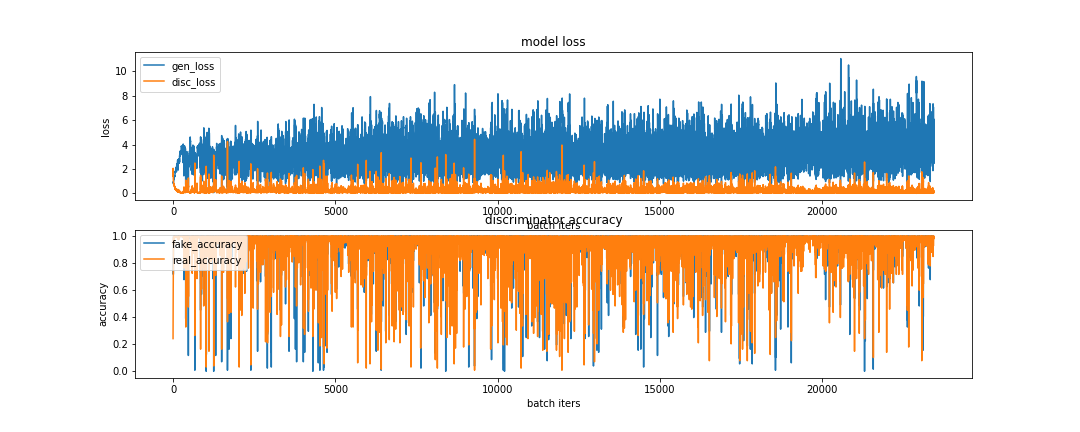 model loss
gen_loss
disc_loss
loss
10
8
6
4
2
0
0 5000 10000 15000 20000
batch iters
discriminator accuracy
fake_accuracy
real_accuracy
accuracy
1.0
0.8
0.6
0.4
0.2
0.0
0 5000 10000 15000 20000
batch iters